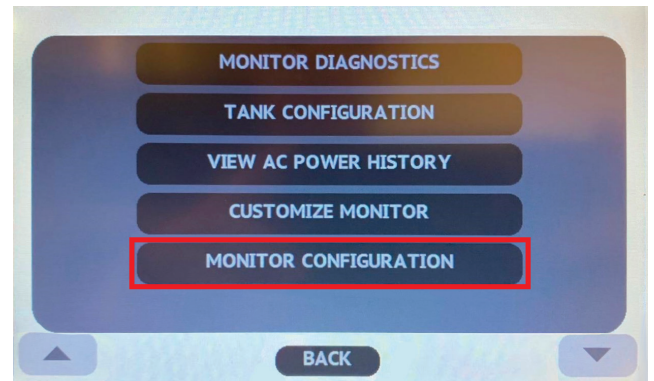 MONITOR DIAGNOSTICS
TANK CONFIGURATION
VIEW AC POWER HISTORY
CUSTOMIZE MONITOR
MONITOR CONFIGURATION
BACK